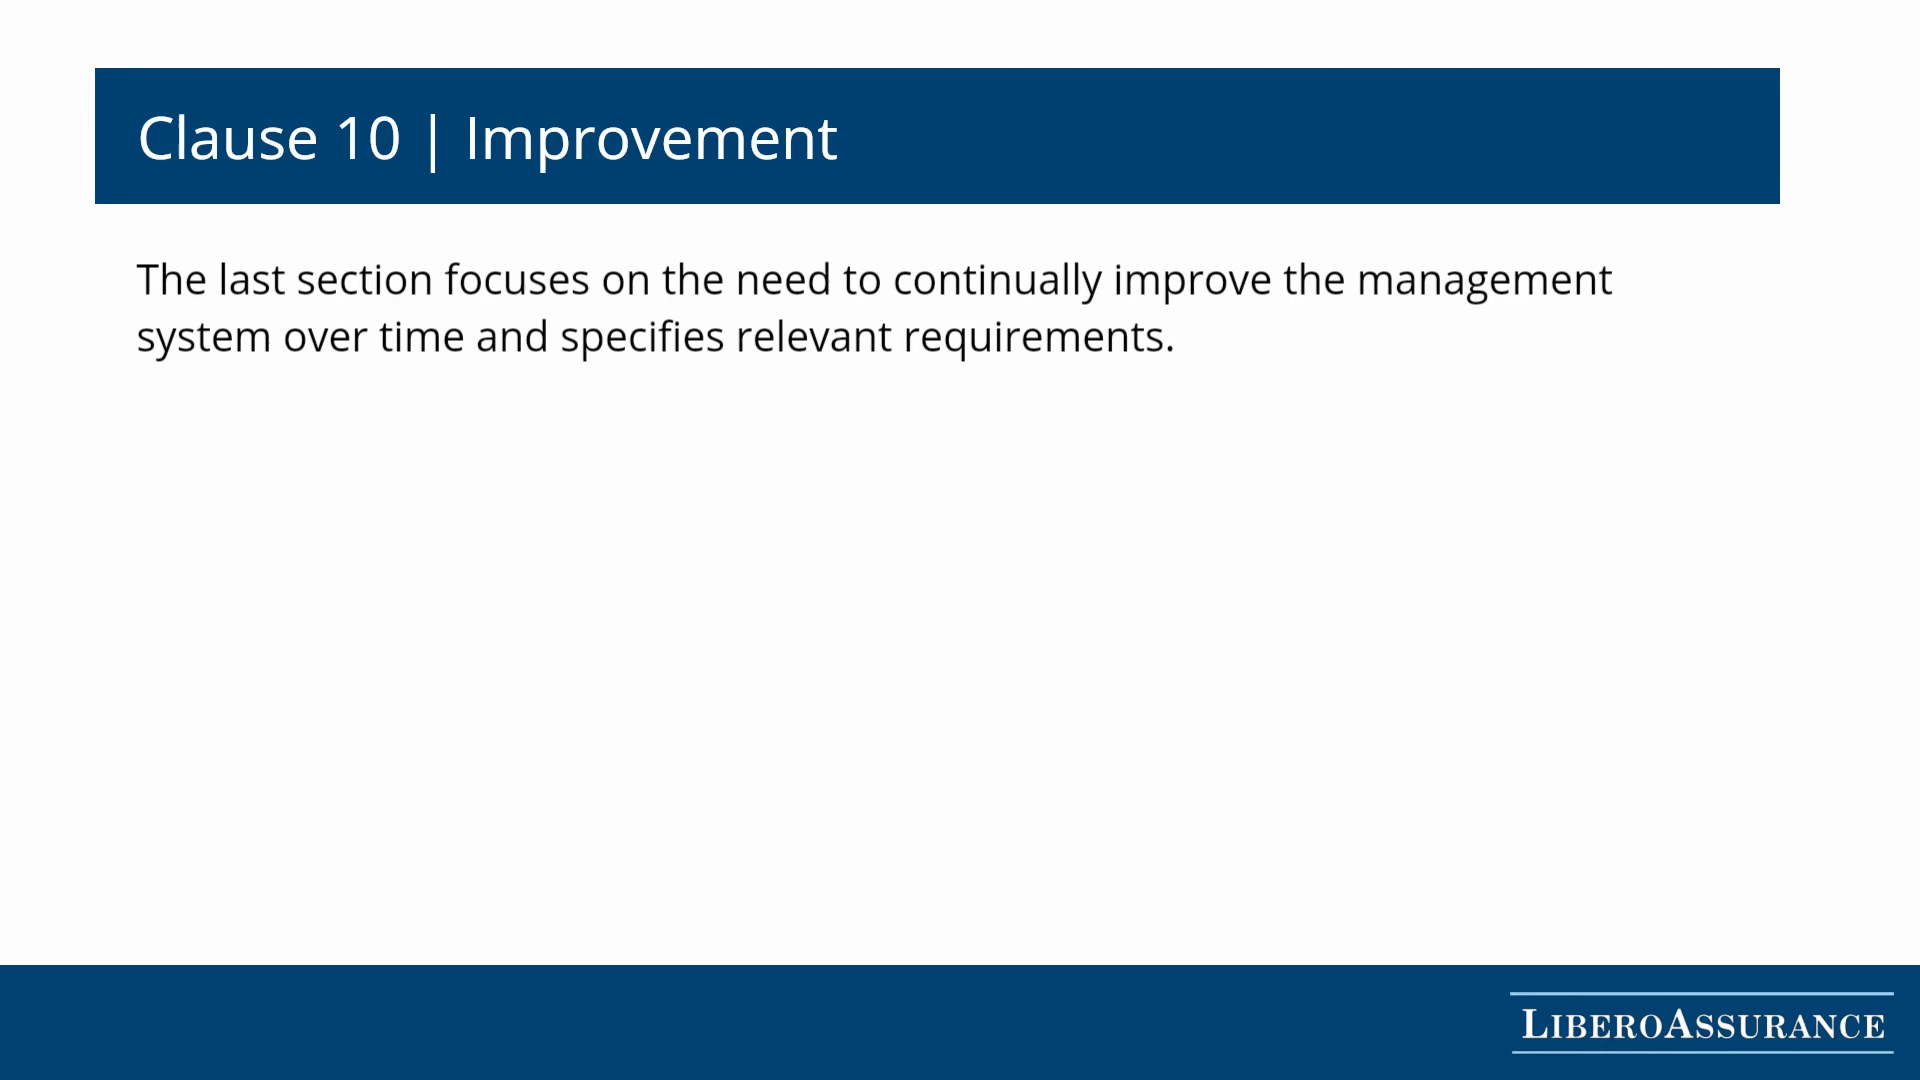 Clause 10 | Improvement
The last section focuses on the need to continually improve the management
system over time and specifies relevant requirements.
LIBEROASSURANCE